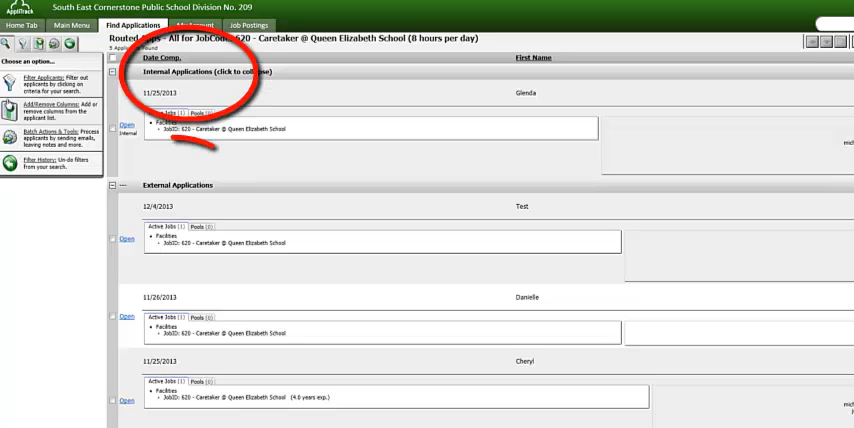 AppliTrack
South East Cornerstone Public School Division No. 209
Home Tab
Main Menu
Find Applications
My Account
Job Postings
Routed Apps - All for JobCode: 620 - Caretaker @ Queen Elizabeth School (8 hours per day)
5 Applic Found
Choose an option...
Filter Applicants: Filter out
applicants by clicking on
criteria for your search.
Add/Remove Columns: Add or
remove columns from the
applicant list.
Batch Actions & Tools: Process
applicants by sending emails,
leaving notes and more.
Filter History: Un-do filters
from your search.
Date Comp.
First Name
Internal Applications (click to collapse)
11/25/2013
Glenda
Active Jobs (1) Pools (0)
Open
Internal
• Facilities
◦ JobID: 620 - Caretaker @ Queen Elizabeth School
mich
--- External Applications
12/4/2013
Test
Active Jobs (1) Pools (0)
Open
• Facilities
◦ JobID: 620 - Caretaker @ Queen Elizabeth School
11/26/2013
Danielle
Active Jobs (1) Pools (0)
Open
• Facilities
◦ JobID: 620 - Caretaker @ Queen Elizabeth School
11/25/2013
Cheryl
Active Jobs (1) Pools (0)
Open
• Facilities
◦ JobID: 620 - Caretaker @ Queen Elizabeth School (4.0 years exp.)
mich